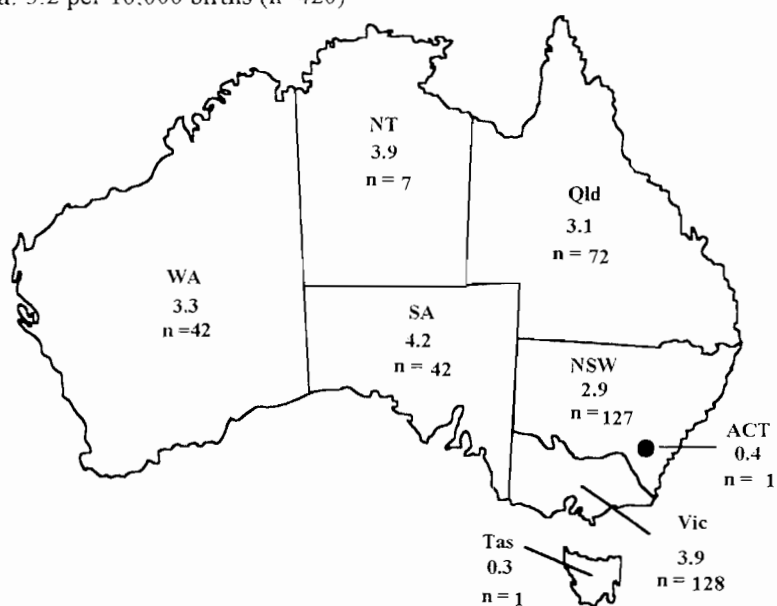 3.2 per 10,000 births (n=420)
NT
3.9
n = 7
Qld
3.1
n = 72
WA
3.3
n =42
SA
4.2
n = 42
NSW
2.9
n =127
ACT
0.4
n = 1
Vic
3.9
n = 128
Tas
0.3
n = 1